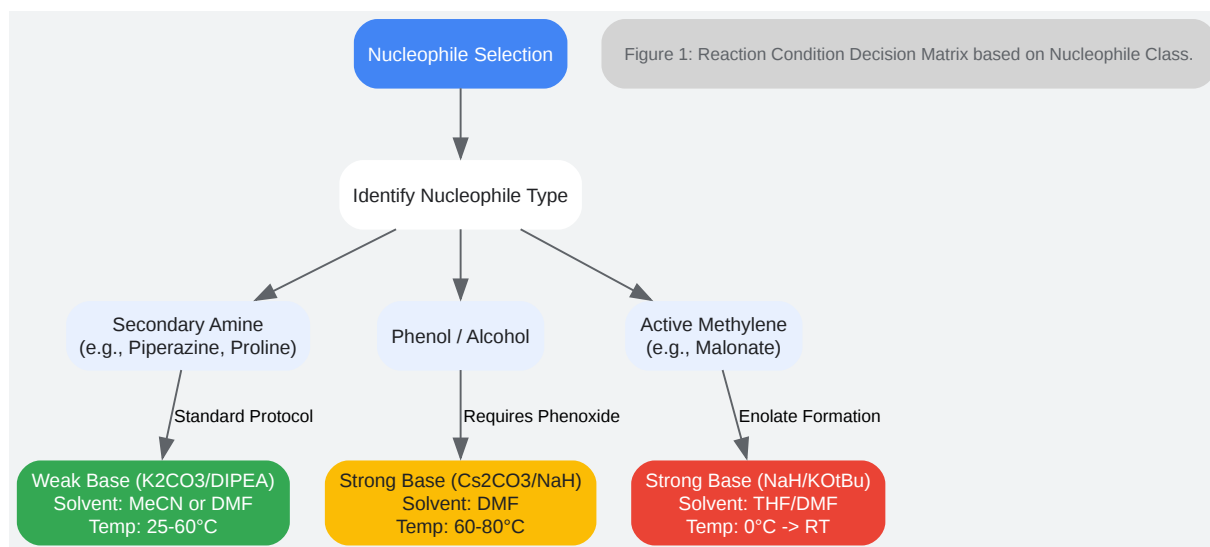 Nucleophile Selection
Figure 1: Reaction Condition Decision Matrix based on Nucleophile Class.
Identify Nucleophile Type
Secondary Amine
(e.g., Piperazine, Proline)
Phenol / Alcohol
Active Methylene
(e.g., Malonate)
Standard Protocol
Requires Phenoxide
Enolate Formation
Weak Base (K2CO3/DIPEA)
Solvent: MeCN or DMF
Temp: 25-60°C
Strong Base (Cs2CO3/NaH)
Solvent: DMF
Temp: 60-80°C
Strong Base (NaH/KOtBu)
Solvent: THF/DMF
Temp: 0°C -> RT